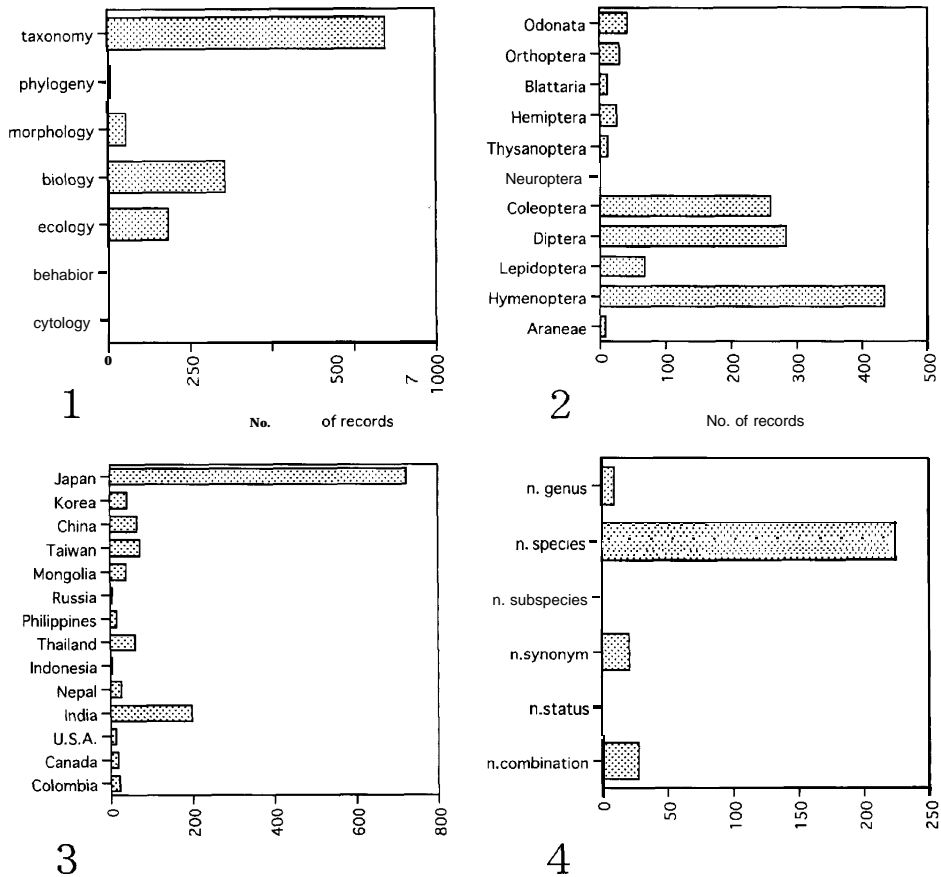 taxonomy
phylogeny
morphology
biology
ecology
behabior
cytology
0
250
500
7
1000
1
No. of records
Odonata
Orthoptera
Blattaria
Hemiptera
Thysanoptera
Neuroptera
Coleoptera
Diptera
Lepidoptera
Hymenoptera
Araneae
0
100
200
300
400
500
2
No. of records
Japan
Korea
China
Taiwan
Mongolia
Russia
Philippines
Thailand
Indonesia
Nepal
India
U.S.A.
Canada
Colombia
0
200
400
600
800
3
n. genus
n. species
n. subspecies
n.synonym
n.status
n.combination
0
50
100
150
200
250
4